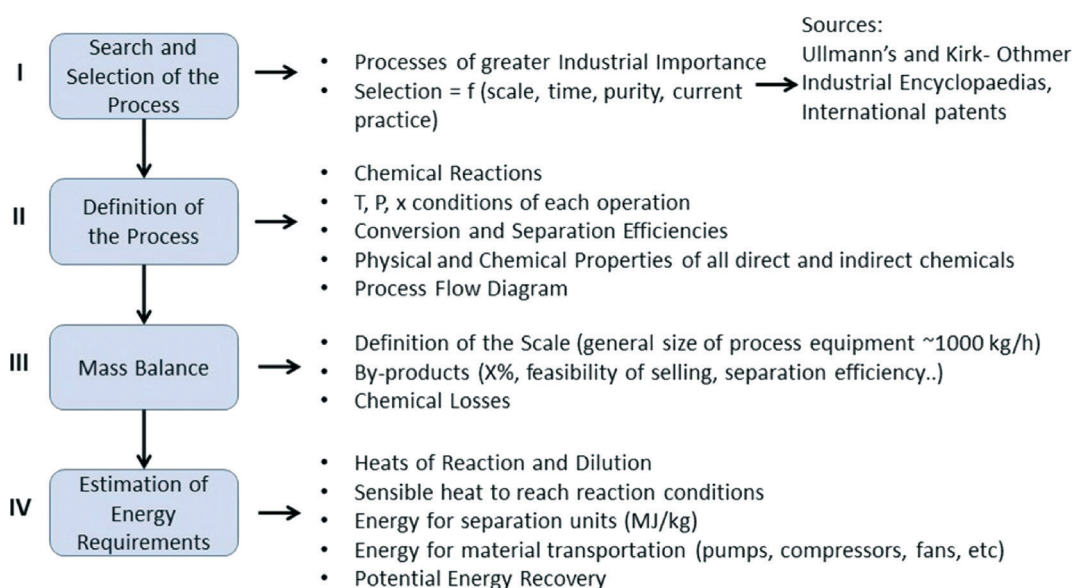 I
Search and
Selection of the
Process
• Processes of greater Industrial Importance
• Selection = f (scale, time, purity, current
practice)
Sources:
Ullmann’s and Kirk- Othmer
Industrial Encyclopaedias,
International patents
II
Definition of
the Process
• Chemical Reactions
• T, P, x conditions of each operation
• Conversion and Separation Efficiencies
• Physical and Chemical Properties of all direct and indirect chemicals
• Process Flow Diagram
III
Mass Balance
• Definition of the Scale (general size of process equipment ~1000 kg/h)
• By-products (X%, feasibility of selling, separation efficiency..)
• Chemical Losses
IV
Estimation of
Energy
Requirements
• Heats of Reaction and Dilution
• Sensible heat to reach reaction conditions
• Energy for separation units (MJ/kg)
• Energy for material transportation (pumps, compressors, fans, etc)
• Potential Energy Recovery